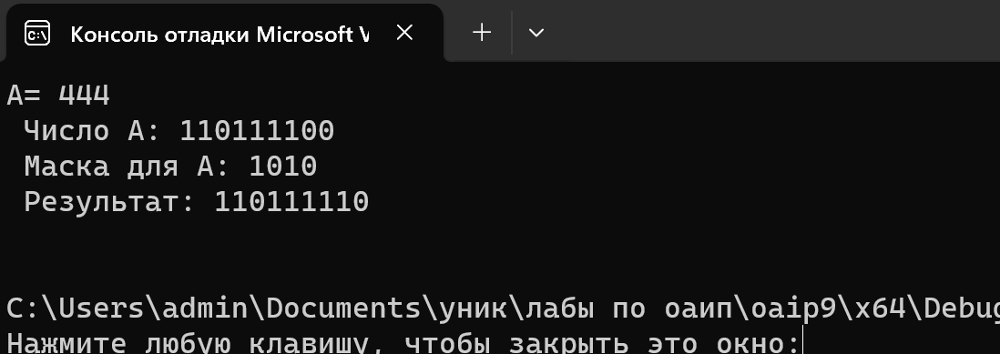 Консоль отладки Microsoft V
A= 444
Число A: 110111100
Маска для A: 1010
Результат: 110111110
C:\Users\admin\Documents\уник\лабы по оаип\oaip9\x64\Debug
Нажмите любую клавишу, чтобы закрыть это окно: